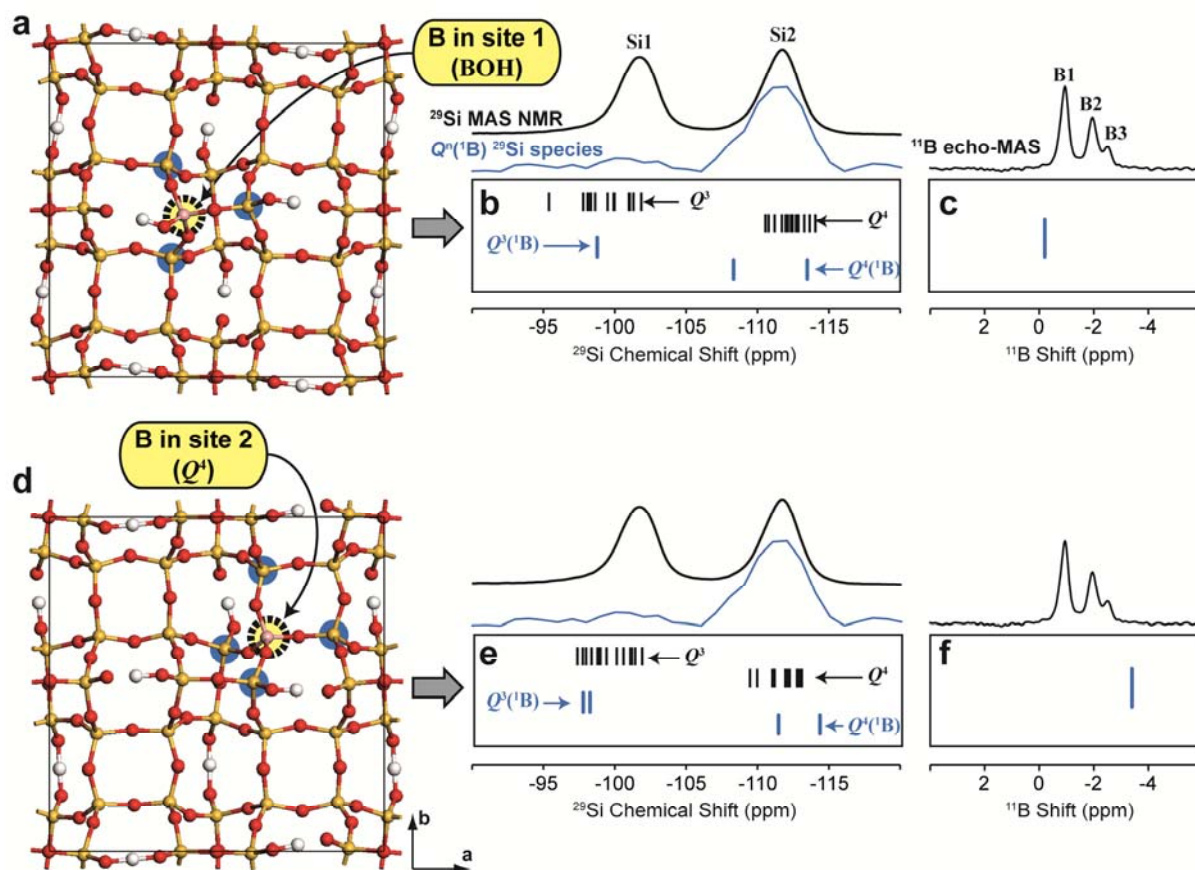 a
B in site 1
(BOH)
Si1
Si2
²⁹Si MAS NMR
Qⁿ(¹B) ²⁹Si species
B1
B2
B3
¹¹B echo-MAS
b
Q³
Q⁴
Q³(¹B)
Q⁴(¹B)
c
-95 -100 -105 -110 -115
²⁹Si Chemical Shift (ppm)
2 0 -2 -4
¹¹B Shift (ppm)
d
B in site 2
(Q⁴)
e
Q³
Q⁴
Q³(¹B)
Q⁴(¹B)
f
-95 -100 -105 -110 -115
²⁹Si Chemical Shift (ppm)
2 0 -2 -4
¹¹B Shift (ppm)
b
a